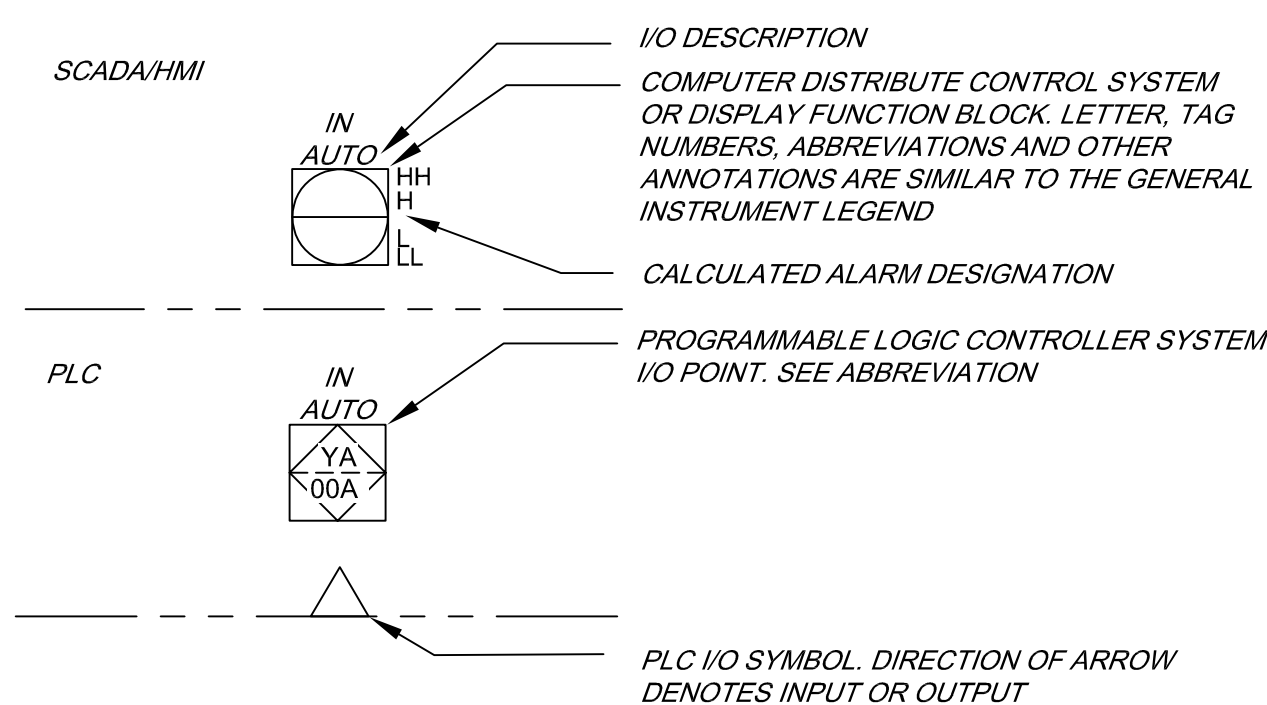 I/O DESCRIPTION
SCADA/HMI
COMPUTER DISTRIBUTE CONTROL SYSTEM
OR DISPLAY FUNCTION BLOCK. LETTER, TAG
NUMBERS, ABBREVIATIONS AND OTHER
ANNOTATIONS ARE SIMILAR TO THE GENERAL
INSTRUMENT LEGEND
IN
AUTO
HH
H
L
LL
CALCULATED ALARM DESIGNATION
PROGRAMMABLE LOGIC CONTROLLER SYSTEM
I/O POINT. SEE ABBREVIATION
PLC
IN
AUTO
YA
00A
PLC I/O SYMBOL. DIRECTION OF ARROW
DENOTES INPUT OR OUTPUT